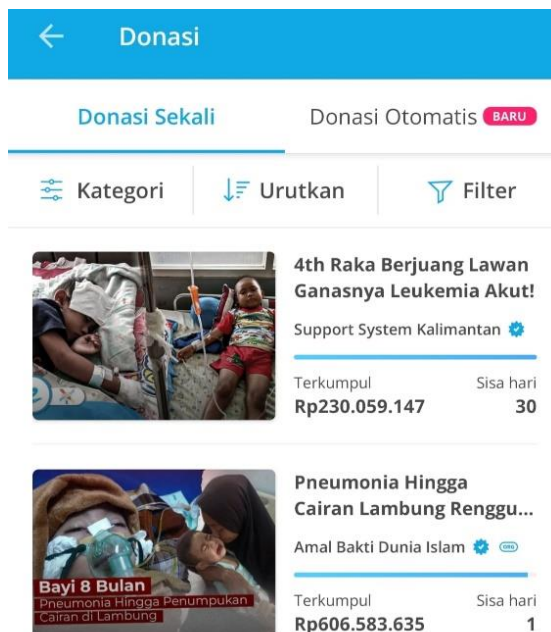 Donasi
Donasi Sekali
Donasi Otomatis BARU
Kategori
Urutkan
Filter
4th Raka Berjuang Lawan
Ganasnya Leukemia Akut!
Support System Kalimantan
Terkumpul Sisa hari
Rp230.059.147 30
Bayi 8 Bulan
Pneumonia Hingga Penumpukan
Cairan di Lambung
Pneumonia Hingga
Cairan Lambung Renggu...
Amal Bakti Dunia Islam ORG
Terkumpul Sisa hari
Rp606.583.635 1